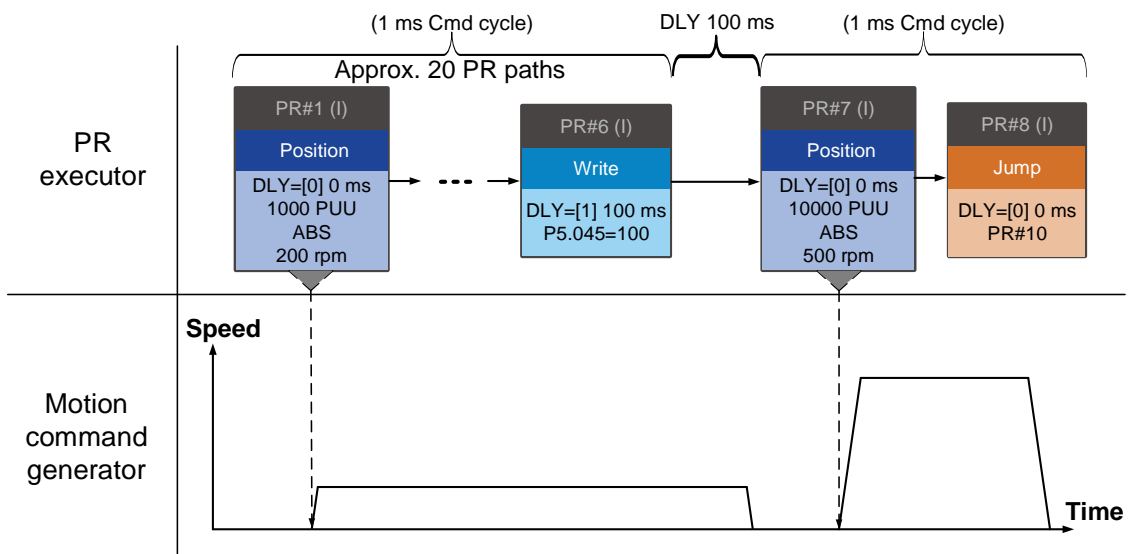 (1 ms Cmd cycle)
DLY 100 ms
(1 ms Cmd cycle)
Approx. 20 PR paths
PR
executor
PR#1 (I)
Position
DLY=[0] 0 ms
1000 PUU
ABS
200 rpm
PR#6 (I)
Write
DLY=[1] 100 ms
P5.045=100
PR#7 (I)
Position
DLY=[0] 0 ms
10000 PUU
ABS
500 rpm
PR#8 (I)
Jump
DLY=[0] 0 ms
PR#10
Speed
Motion
command
generator
Time